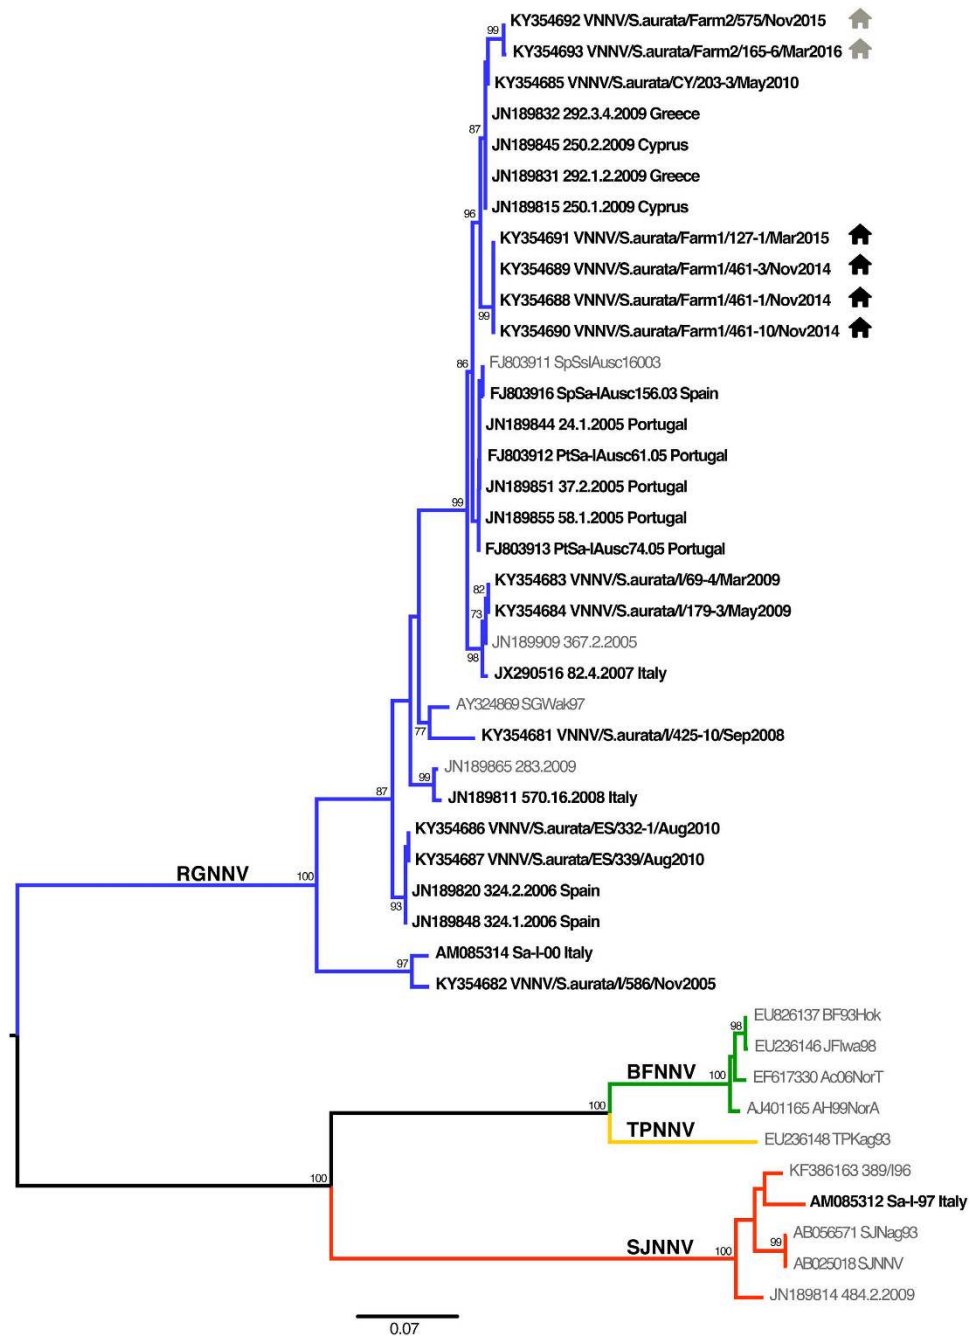 KY354692 VNNV/S.aurata/Farm2/575/Nov2015
99
KY354693 VNNV/S.aurata/Farm2/165-6/Mar2016
KY354685 VNNV/S.aurata/CY/203-3/May2010
JN189832 292.3.4.2009 Greece
87
JN189845 250.2.2009 Cyprus
JN189831 292.1.2.2009 Greece
JN189815 250.1.2009 Cyprus
96
KY354691 VNNV/S.aurata/Farm1/127-1/Mar2015
KY354689 VNNV/S.aurata/Farm1/461-3/Nov2014
KY354688 VNNV/S.aurata/Farm1/461-1/Nov2014
99
KY354690 VNNV/S.aurata/Farm1/461-10/Nov2014
86
FJ803911 SpSsIAusc16003
FJ803916 SpSa-IAusc156.03 Spain
JN189844 24.1.2005 Portugal
FJ803912 PtSa-IAusc61.05 Portugal
JN189851 37.2.2005 Portugal
99
JN189855 58.1.2005 Portugal
FJ803913 PtSa-IAusc74.05 Portugal
KY354683 VNNV/S.aurata/I/69-4/Mar2009
82
KY354684 VNNV/S.aurata/I/179-3/May2009
73
JN189909 367.2.2005
98
JX290516 82.4.2007 Italy
AY324869 SGWak97
77
KY354681 VNNV/S.aurata/I/425-10/Sep2008
JN189865 283.2009
99
JN189811 570.16.2008 Italy
87
KY354686 VNNV/S.aurata/ES/332-1/Aug2010
KY354687 VNNV/S.aurata/ES/339/Aug2010
RGNNV
100
JN189820 324.2.2006 Spain
93
JN189848 324.1.2006 Spain
AM085314 Sa-I-00 Italy
97
KY354682 VNNV/S.aurata/I/586/Nov2005
EU826137 BF93Hok
98
EU236146 JFIwa98
BFNNV
100
EF617330 Ac06NorT
100
AJ401165 AH99NorA
TPNNV
EU236148 TPKag93
100
KF386163 389/I96
AM085312 Sa-I-97 Italy
AB056571 SJNag93
99
SJNNV
100
AB025018 SJNNV
JN189814 484.2.2009
0.07